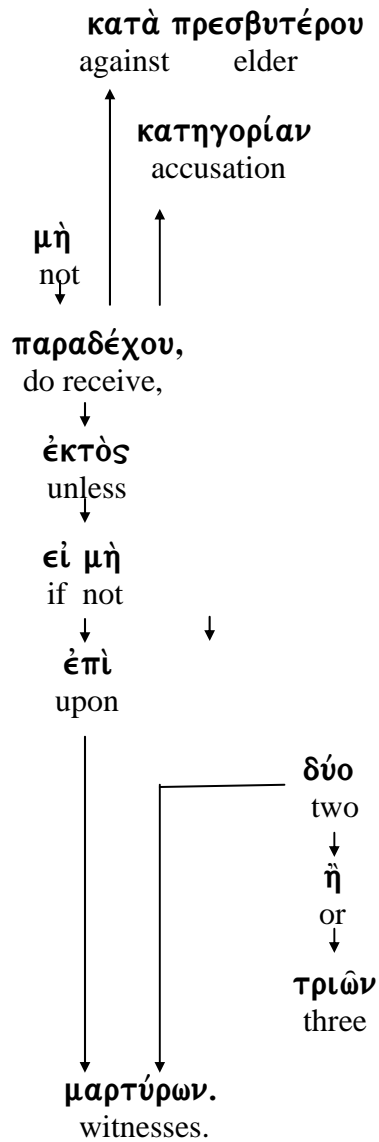 κατὰ πρεσβυτέρου
against elder
κατηγορίαν
accusation
μὴ
not
παραδέχου,
do receive,
ἐκτὸς
unless
εἰ μὴ
if not
ἐπὶ
upon
δύο
two
ἢ
or
τριῶν
three
μαρτύρων.
witnesses.